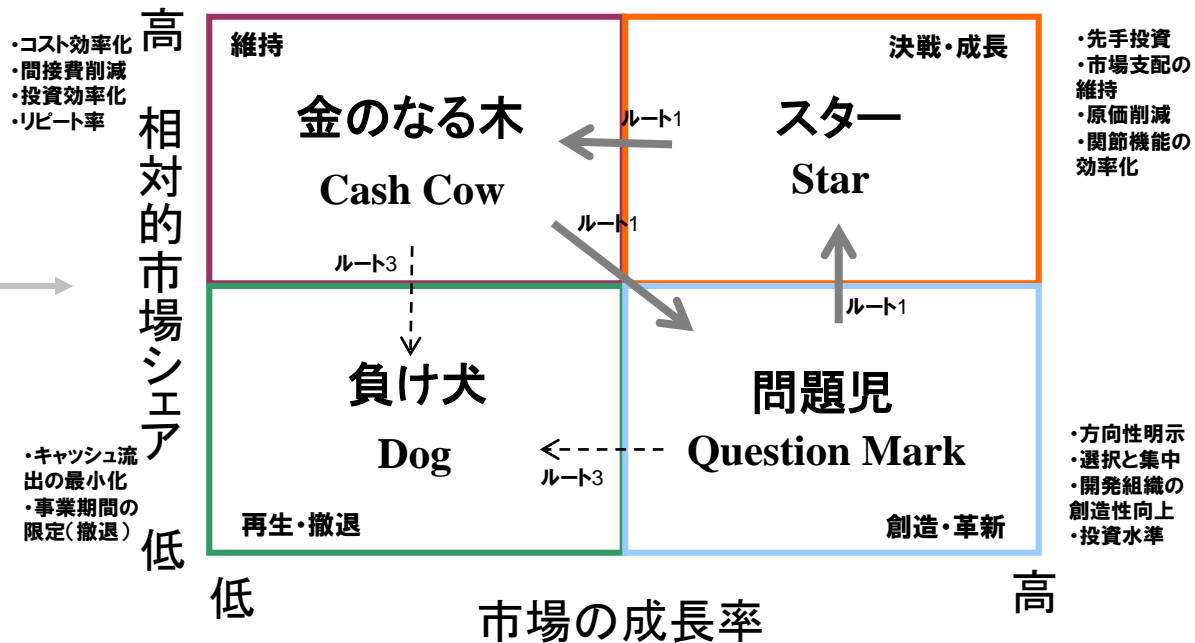 高
・コスト効率化
・間接費削減
・投資効率化
・リピート率
相対的市場シェア
・キャッシュ流
出の最小化
・事業期間の
限定(撤退)
低
維持
金のなる木
Cash Cow
決戦・成長
スター
Star
ルート1
ルート1
ルート3
ルート1
負け犬
Dog
再生・撤退
問題児
Question Mark
ルート3
創造・革新
・先手投資
・市場支配の
維持
・原価削減
・関節機能の
効率化
・方向性明示
・選択と集中
・開発組織の
創造性向上
・投資水準
低
市場の成長率
高